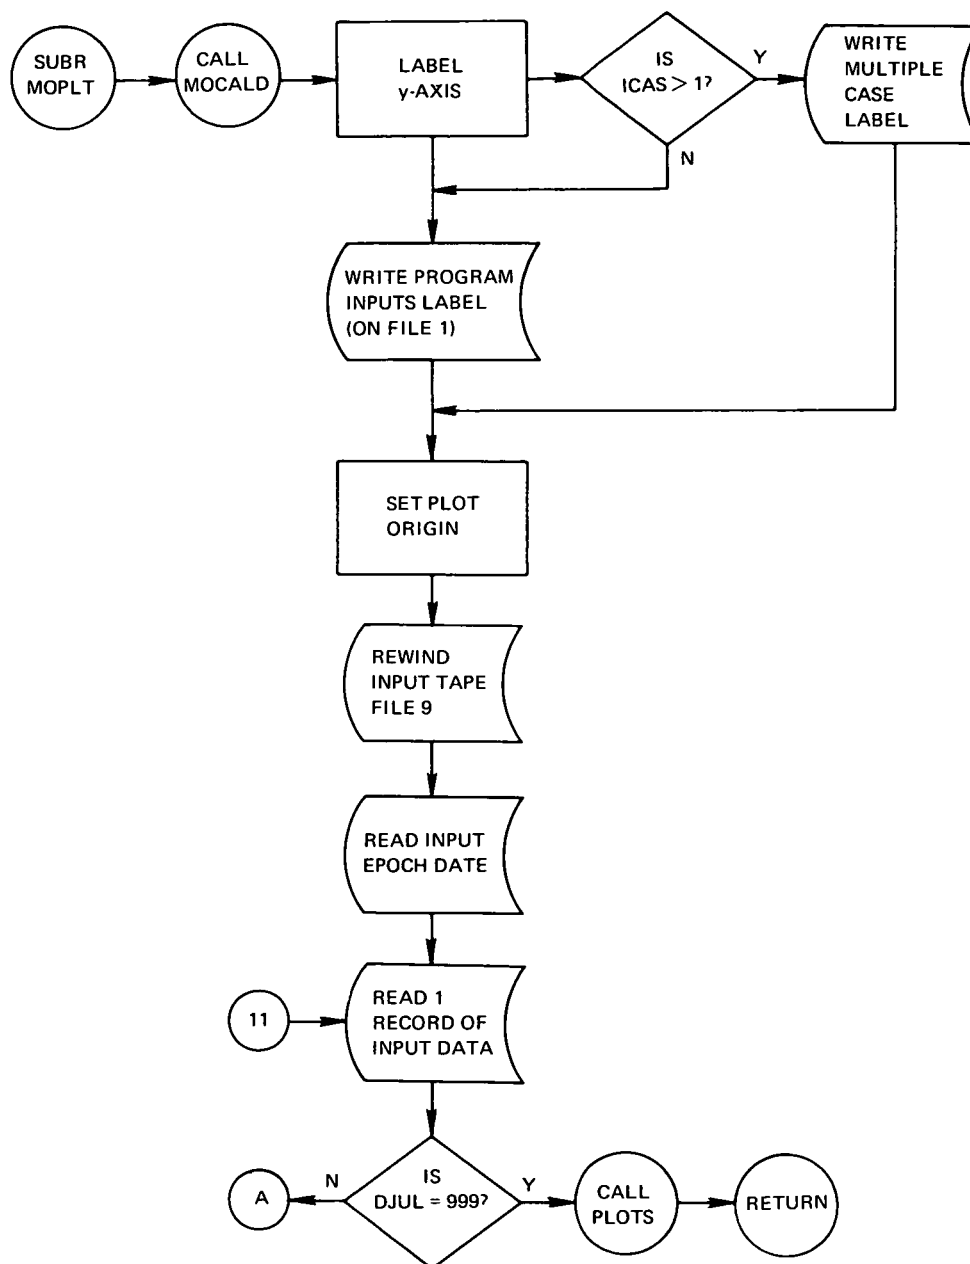 SUBR
MOPLT
CALL
MOCALD
LABEL
y-AXIS
IS
ICAS > 1?
Y
N
WRITE
MULTIPLE
CASE
LABEL
WRITE PROGRAM
INPUTS LABEL
(ON FILE 1)
SET PLOT
ORIGIN
REWIND
INPUT TAPE
FILE 9
READ INPUT
EPOCH DATE
11
READ 1
RECORD OF
INPUT DATA
A
N
IS
DJUL = 999?
Y
CALL
PLOTS
RETURN